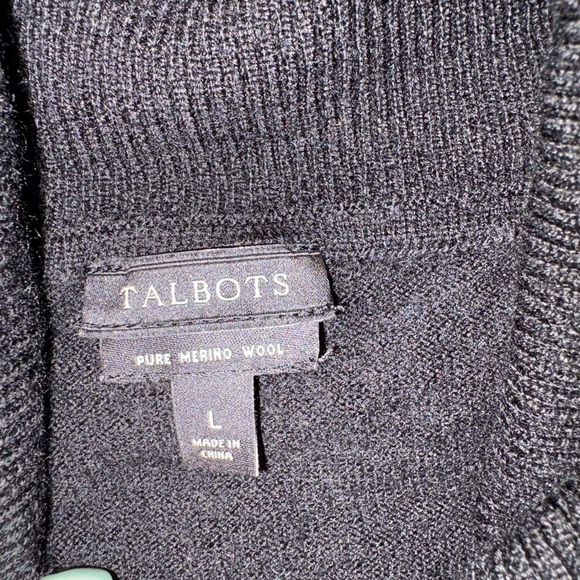 TALBOTS
PURE MERINO WOOL
L
MADE IN
CHINA